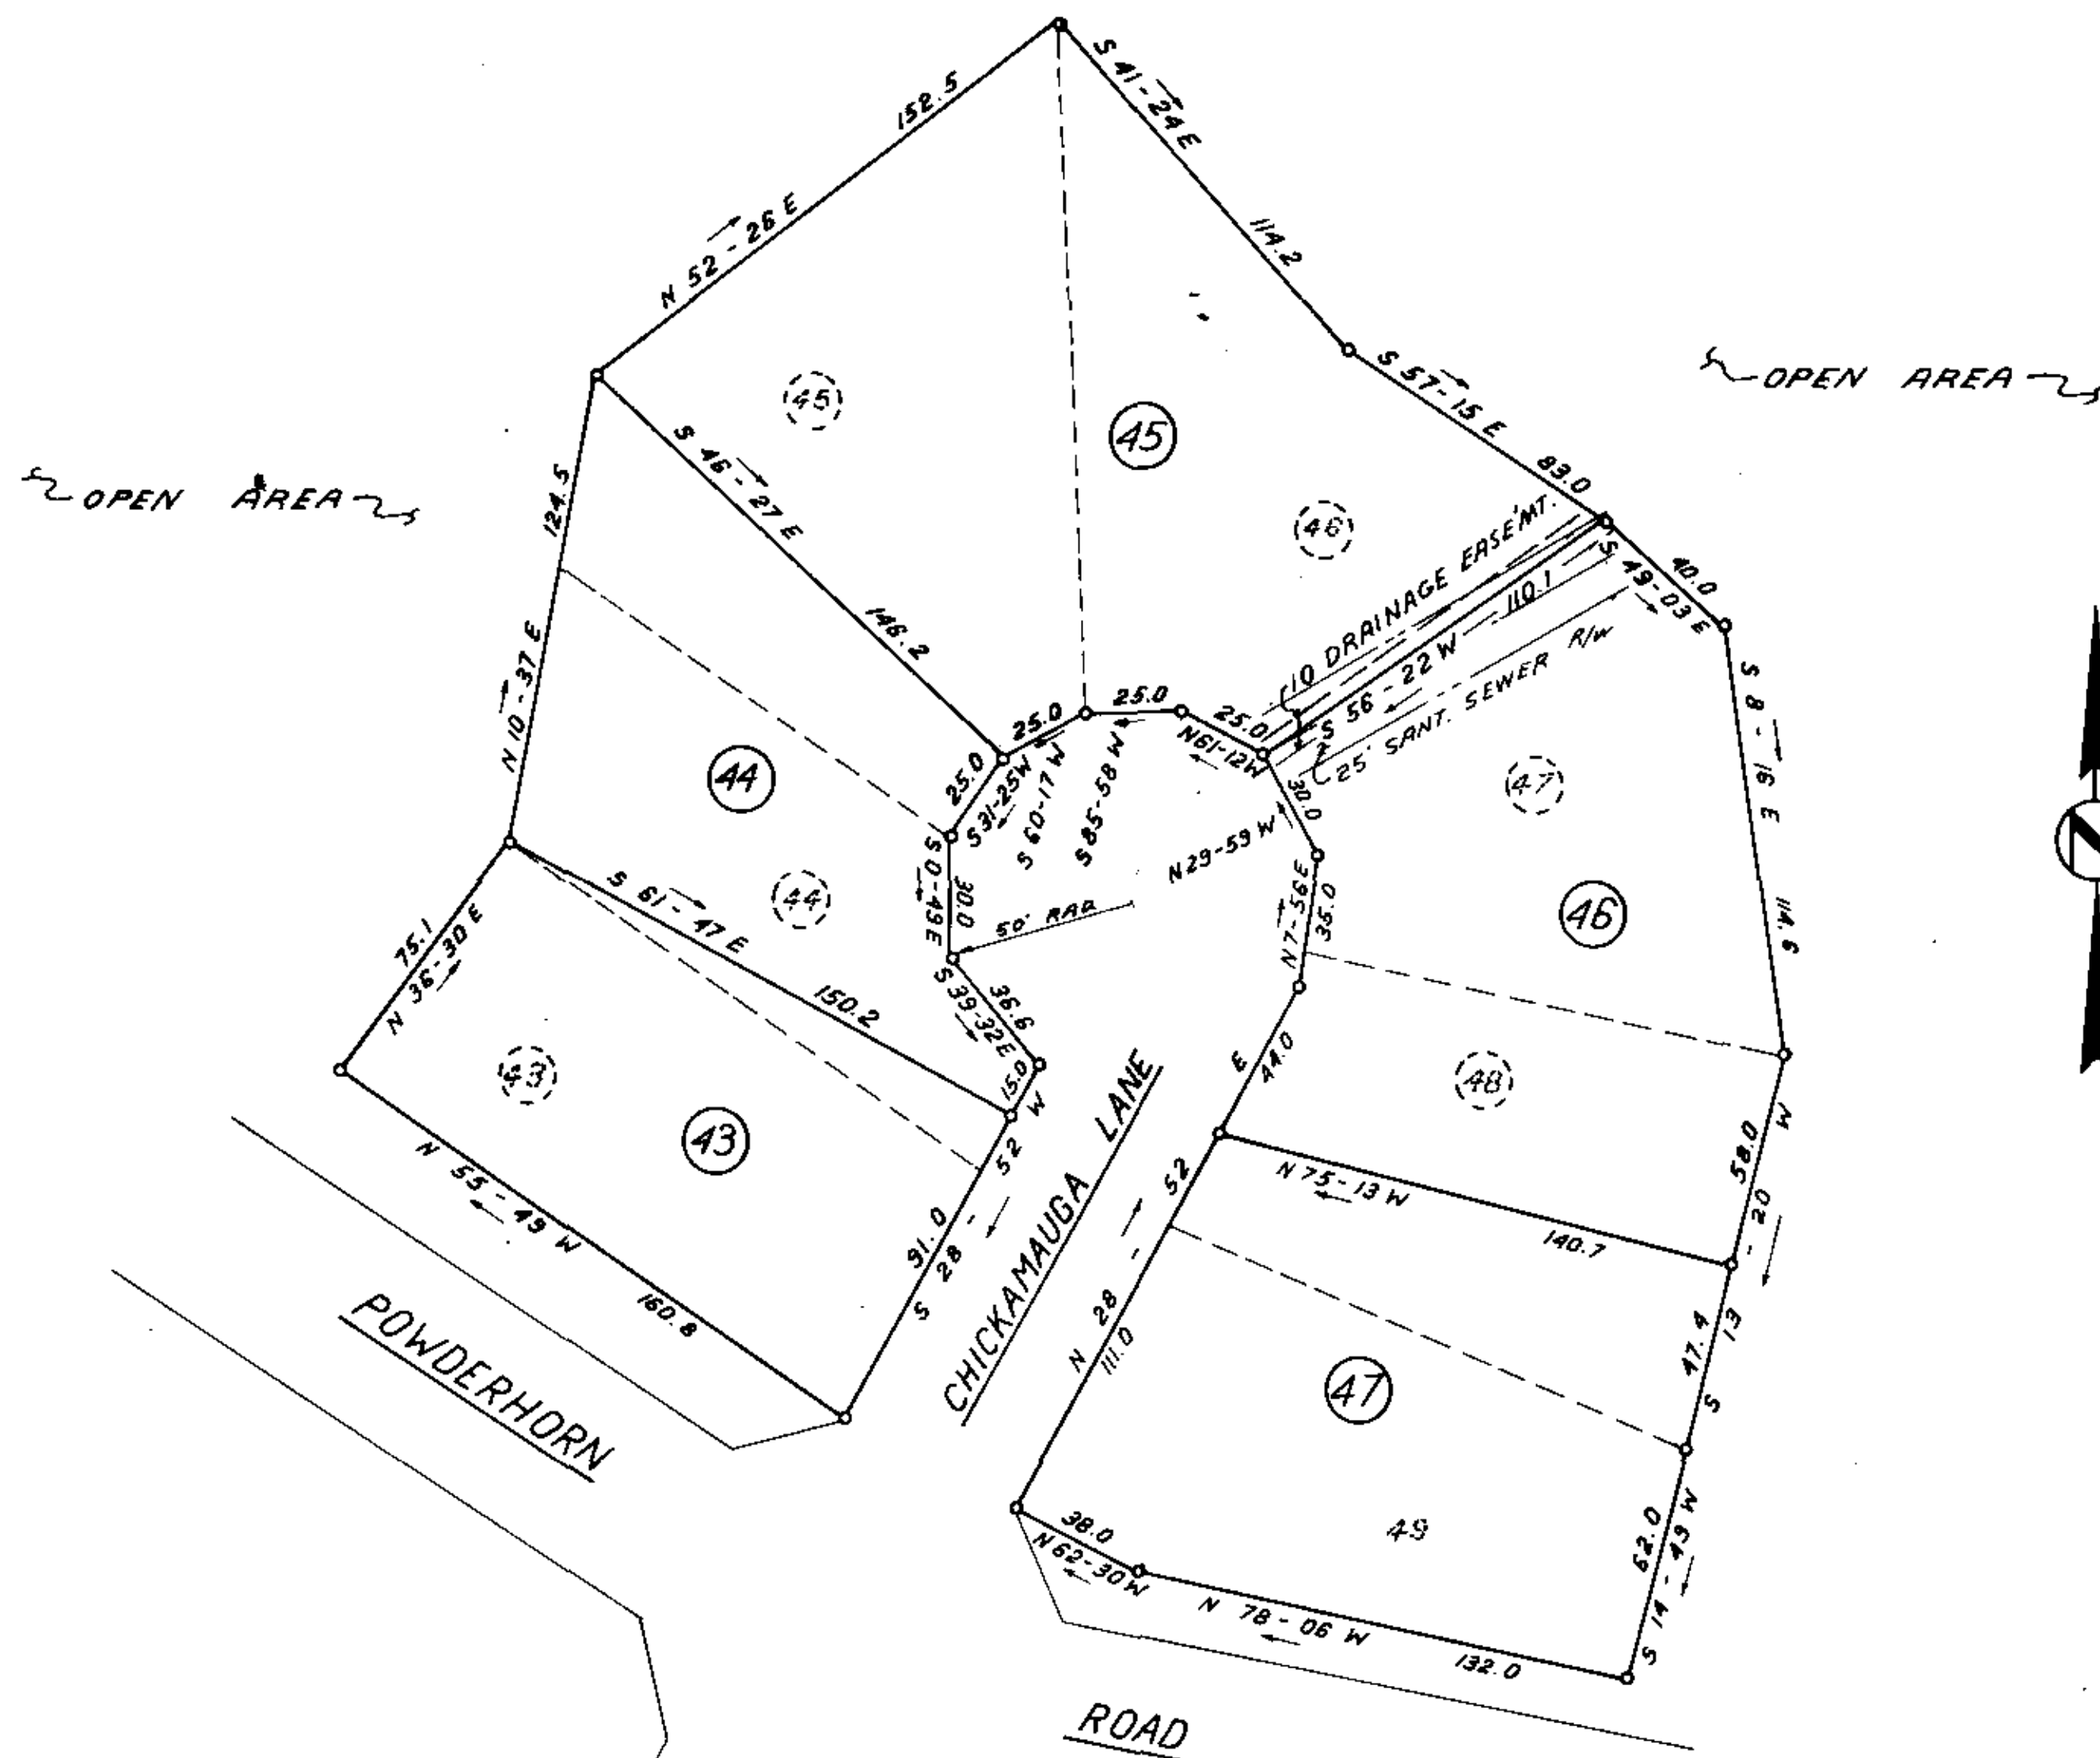 152.5
N 52 - 26 E
S 41 - 24 E
114.2
S 57 - 15 E
83.0
OPEN AREA
OPEN AREA
45
45
46
S 46 - 27 E
146.2
124.5
N 10 - 37 E
10 DRAINAGE EASE'MT.
S 56 - 22 W
110.1
25' SANT. SEWER R/W
S 49-03 E
40.0
S 8 - 16 E
114.6
25.0
25.0
25.0
25.0
S 31-25 W
S 60-17 W
S 85-58 W
N 61-12 W
30.0
N 29-59 W
N 7-56 E
35.0
44
44
47
46
S 0-49 E
30.0
50' RAD
S 39-32 E
36.6
S 61 - 47 E
150.2
75.1
N 36-30 E
43
43
15.0
N 55 - 49 W
160.8
91.0
S 28 - 52 W
CHICKAMAUGA LANE
44.0
N 28 - 52 E
111.0
48
N 75-13 W
140.7
58.0
S 13 - 20 W
47.4
47
49
62.0
S 14 - 49 W
38.0
N 62-30 W
N 78-06 W
132.0
POWDERHORN
ROAD
N